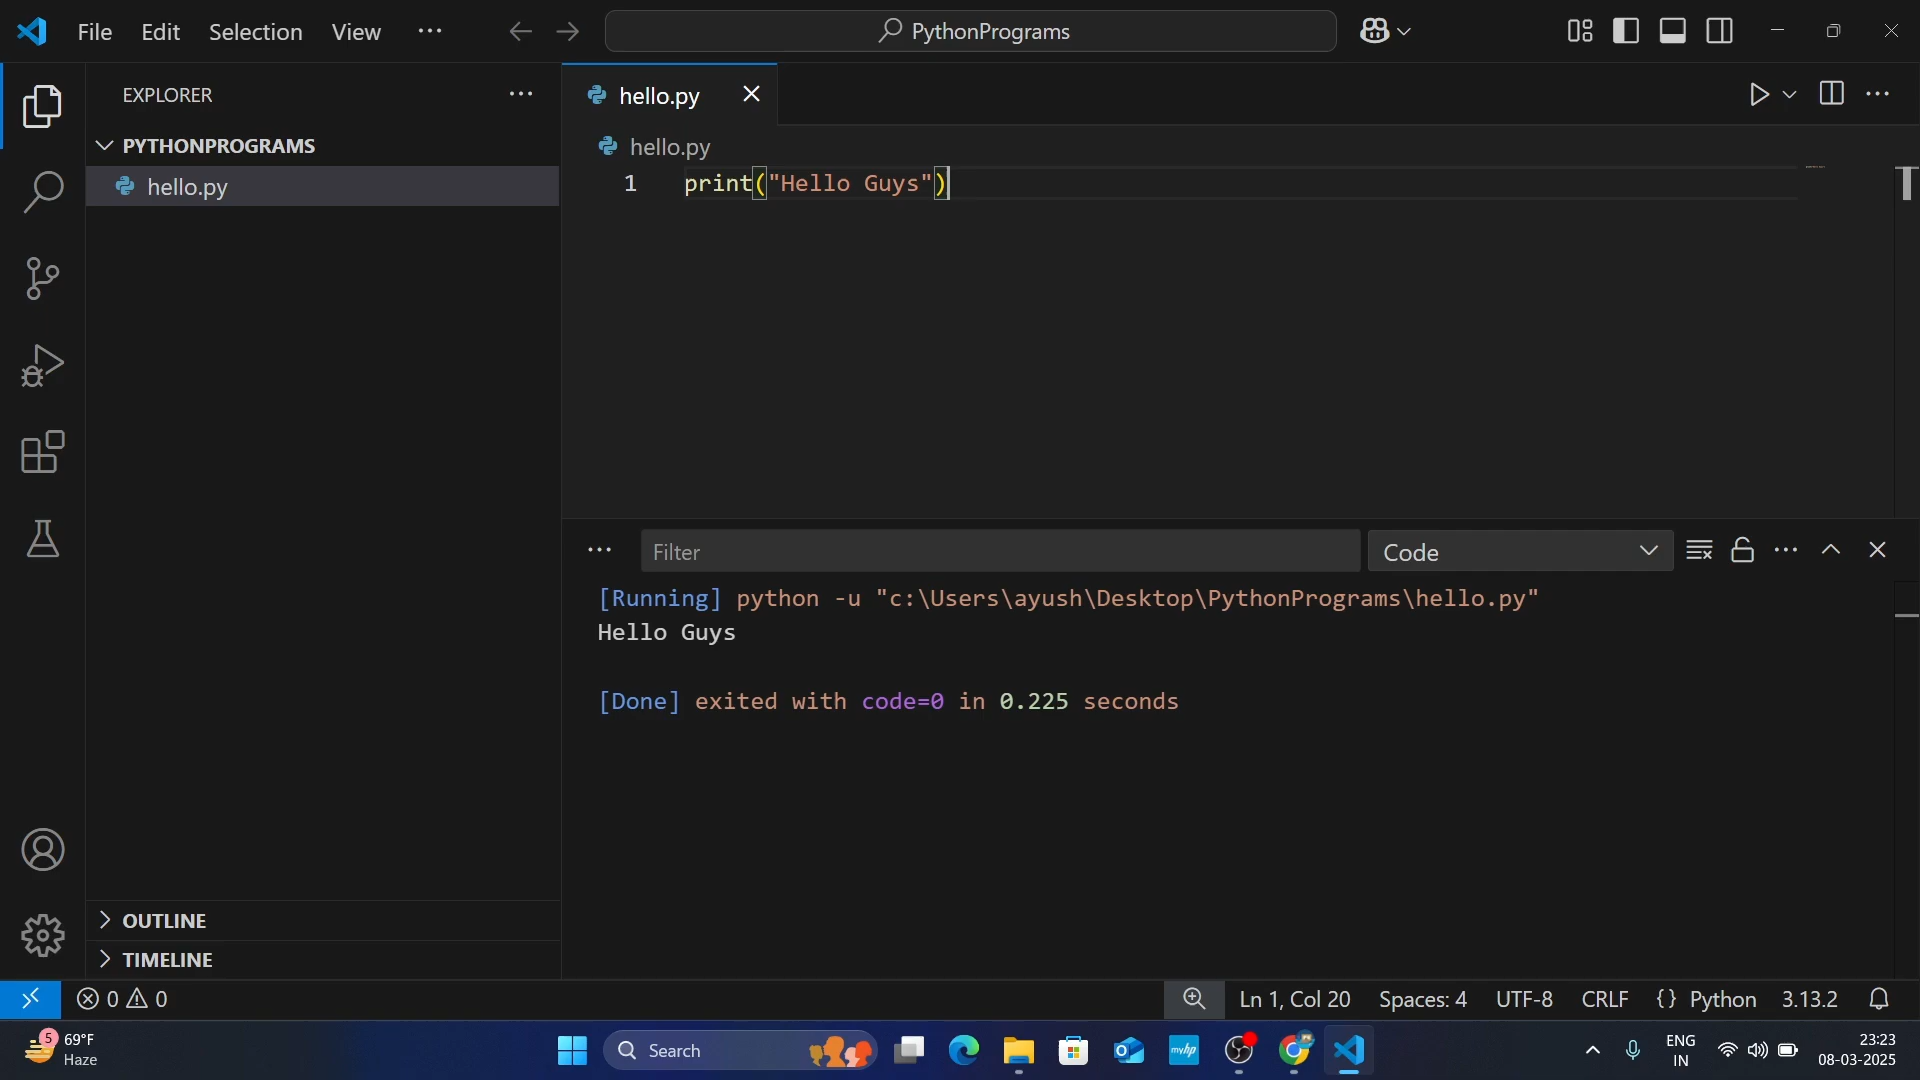 File Edit Selection View
PythonPrograms
EXPLORER
PYTHONPROGRAMS
hello.py
hello.py
hello.py
1 print("Hello Guys")
Filter
Code
[Running] python -u "c:\Users\ayush\Desktop\PythonPrograms\hello.py"
Hello Guys
[Done] exited with code=0 in 0.225 seconds
OUTLINE
TIMELINE
0 0
Ln 1, Col 20 Spaces: 4 UTF-8 CRLF {} Python 3.13.2
5
69°F
Haze
Search
myhp
ENG
IN
23:23
08-03-2025